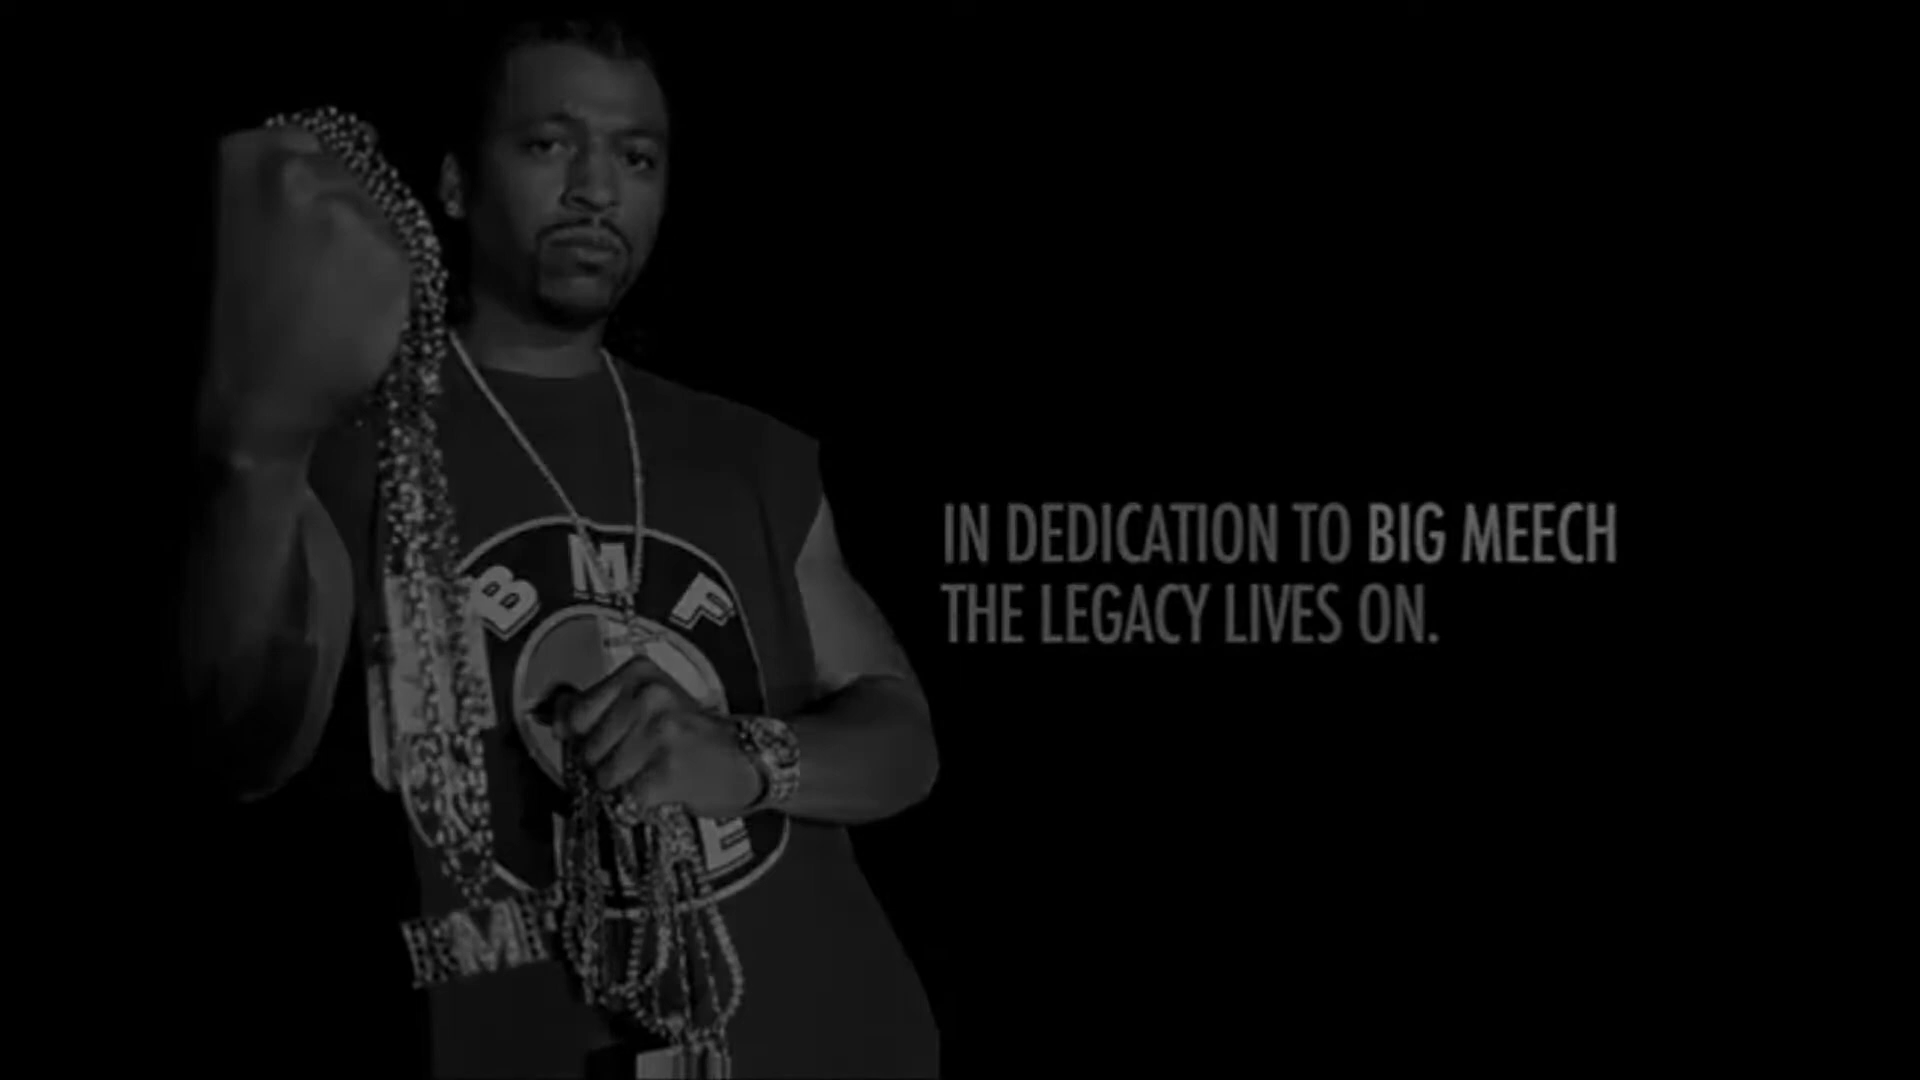 IN DEDICATION TO BIG MEECH
THE LEGACY LIVES ON.
B M F
BMF